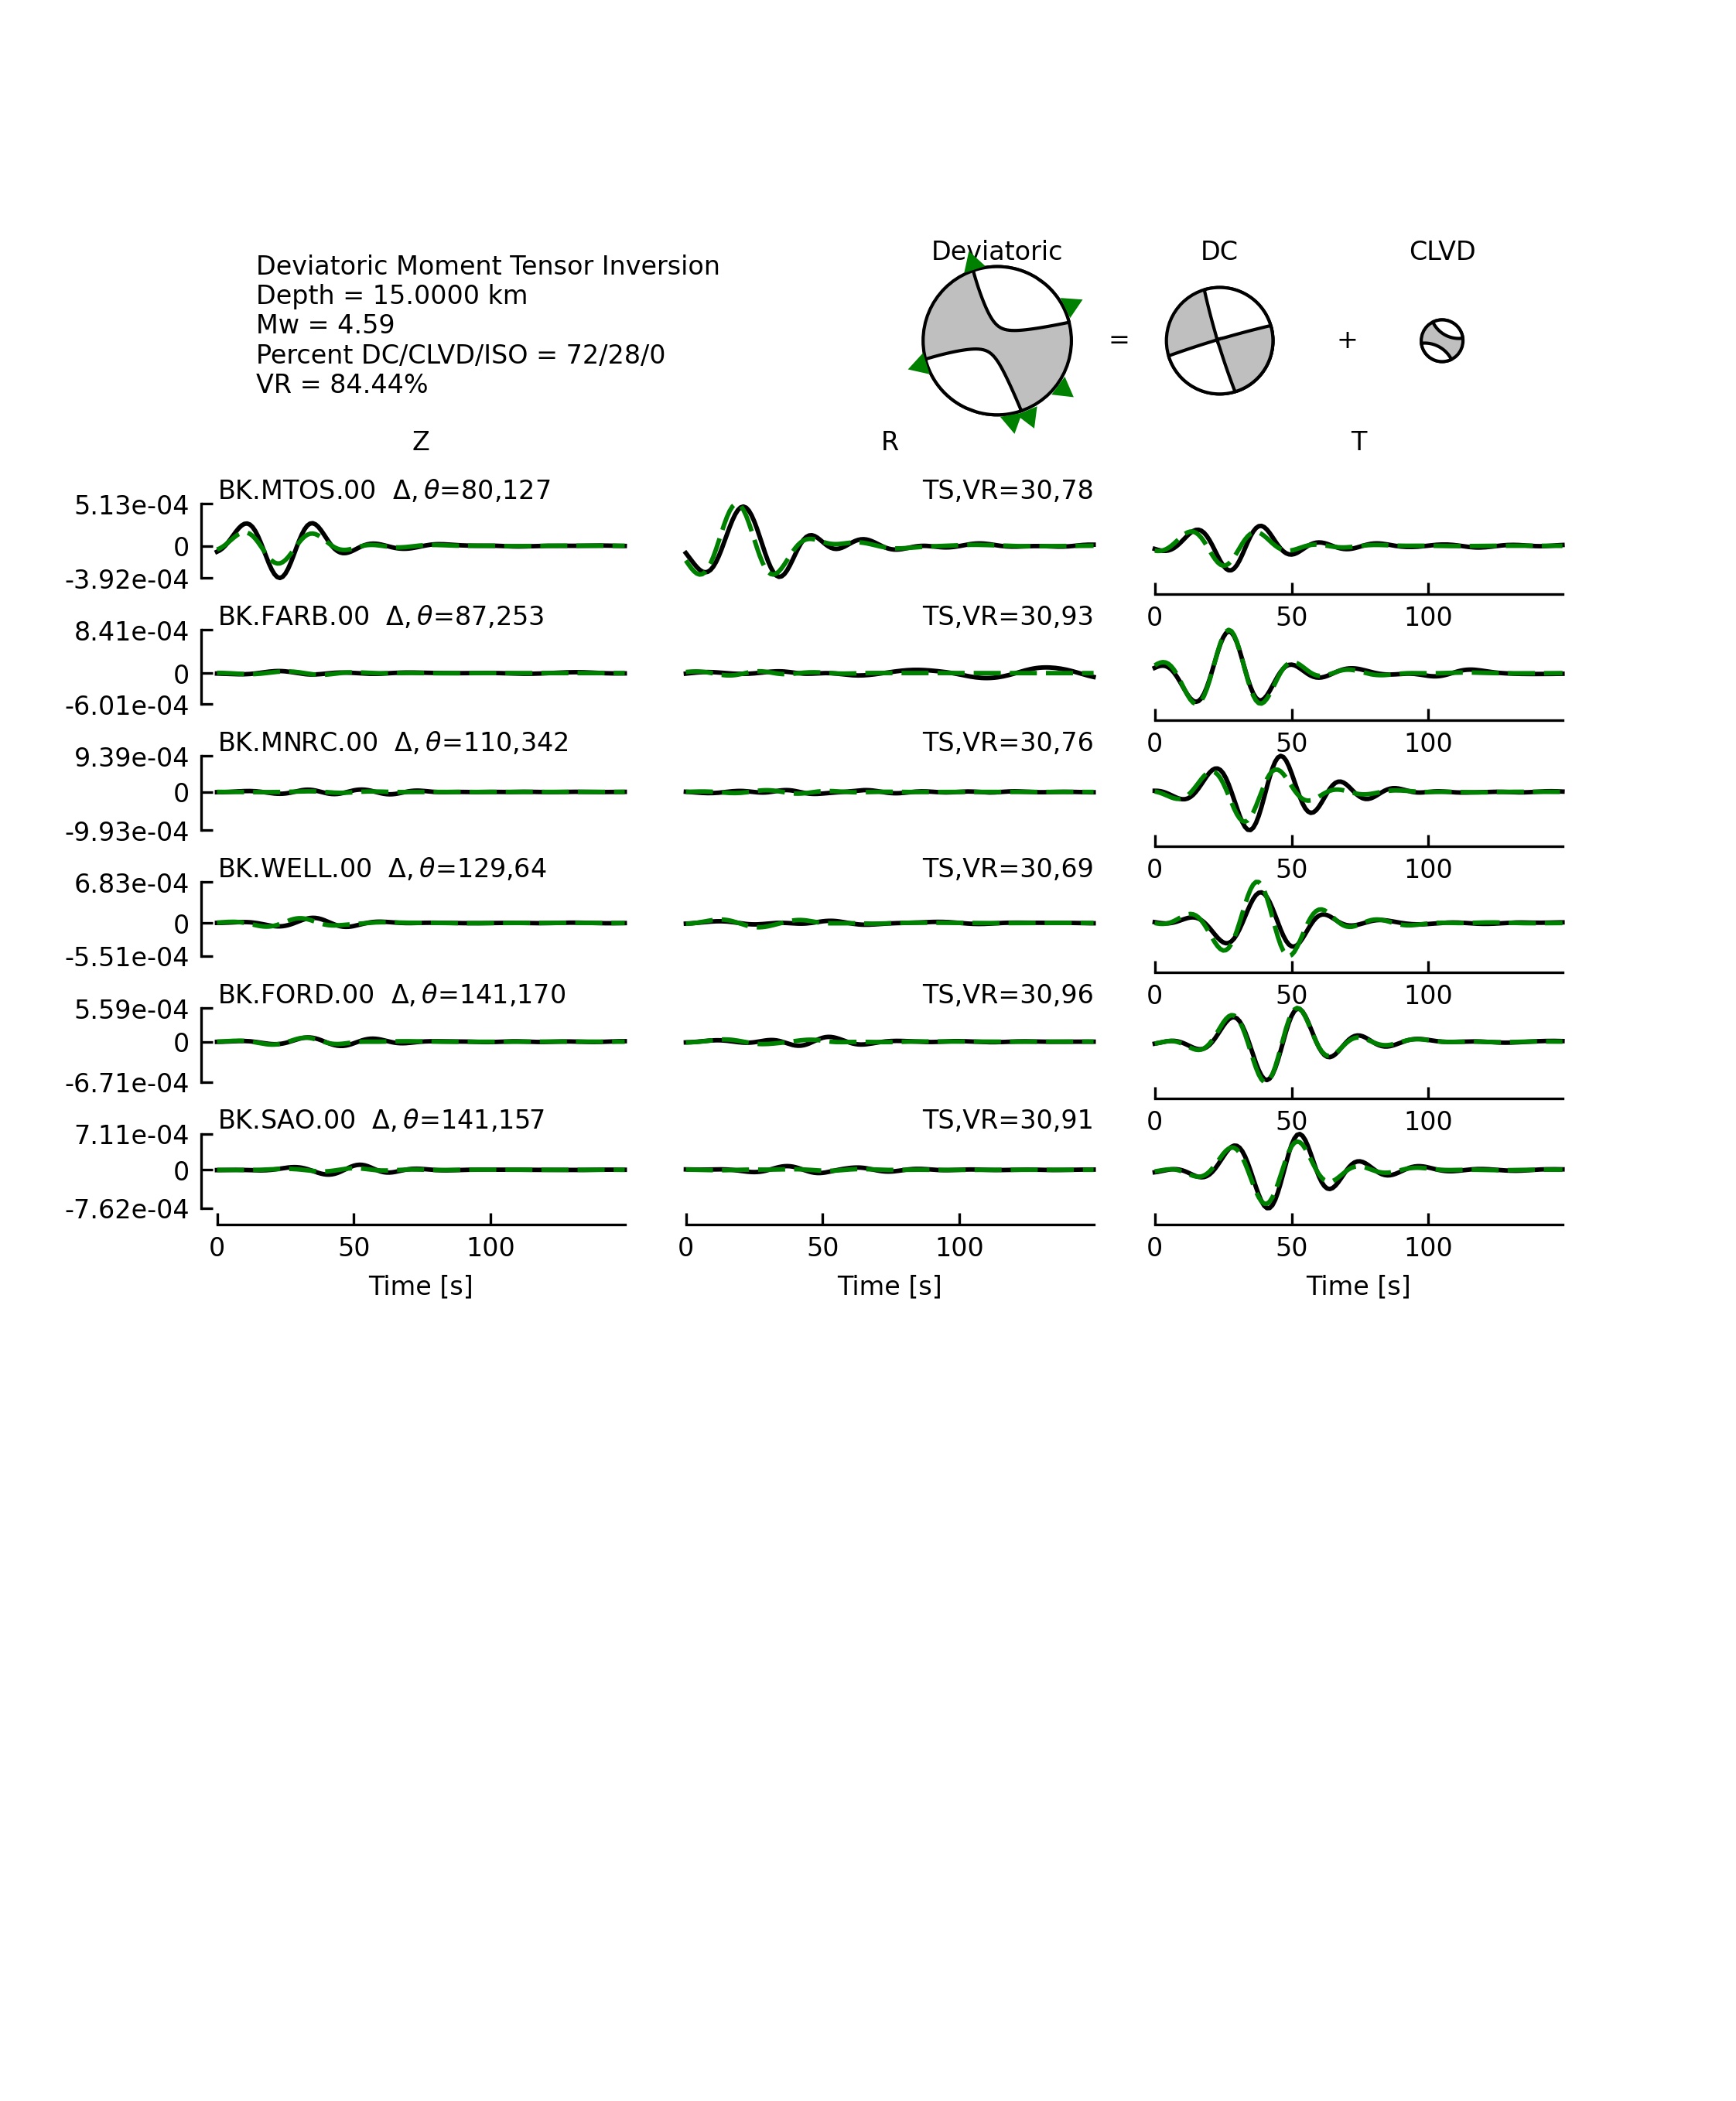 Deviatoric Moment Tensor Inversion
Depth = 15.0000 km
Mw = 4.59
Percent DC/CLVD/ISO = 72/28/0
VR = 84.44%
Deviatoric
DC
CLVD
=
+
Z
R
T
BK.MTOS.00 Δ,θ=80,127
TS,VR=30,78
5.13e-04
0
-3.92e-04
0 50 100
BK.FARB.00 Δ,θ=87,253
TS,VR=30,93
8.41e-04
0
-6.01e-04
0 50 100
BK.MNRC.00 Δ,θ=110,342
TS,VR=30,76
9.39e-04
0
-9.93e-04
0 50 100
BK.WELL.00 Δ,θ=129,64
TS,VR=30,69
6.83e-04
0
-5.51e-04
0 50 100
BK.FORD.00 Δ,θ=141,170
TS,VR=30,96
5.59e-04
0
-6.71e-04
0 50 100
BK.SAO.00 Δ,θ=141,157
TS,VR=30,91
7.11e-04
0
-7.62e-04
0 50 100
0 50 100
0 50 100
Time [s]
Time [s]
Time [s]